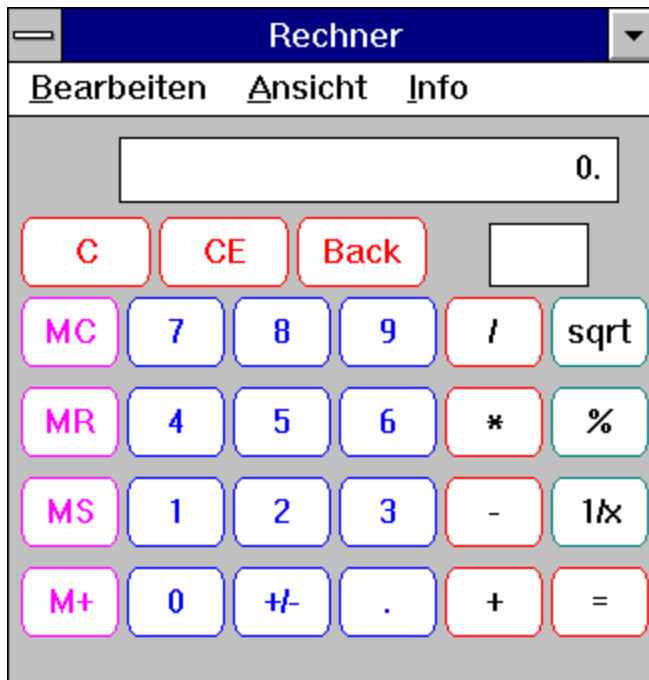 Rechner
Bearbeiten Ansicht Info
0.
C CE Back
MC 7 8 9 / sqrt
MR 4 5 6 * %
MS 1 2 3 - 1/x
M+ 0 +/- . + =